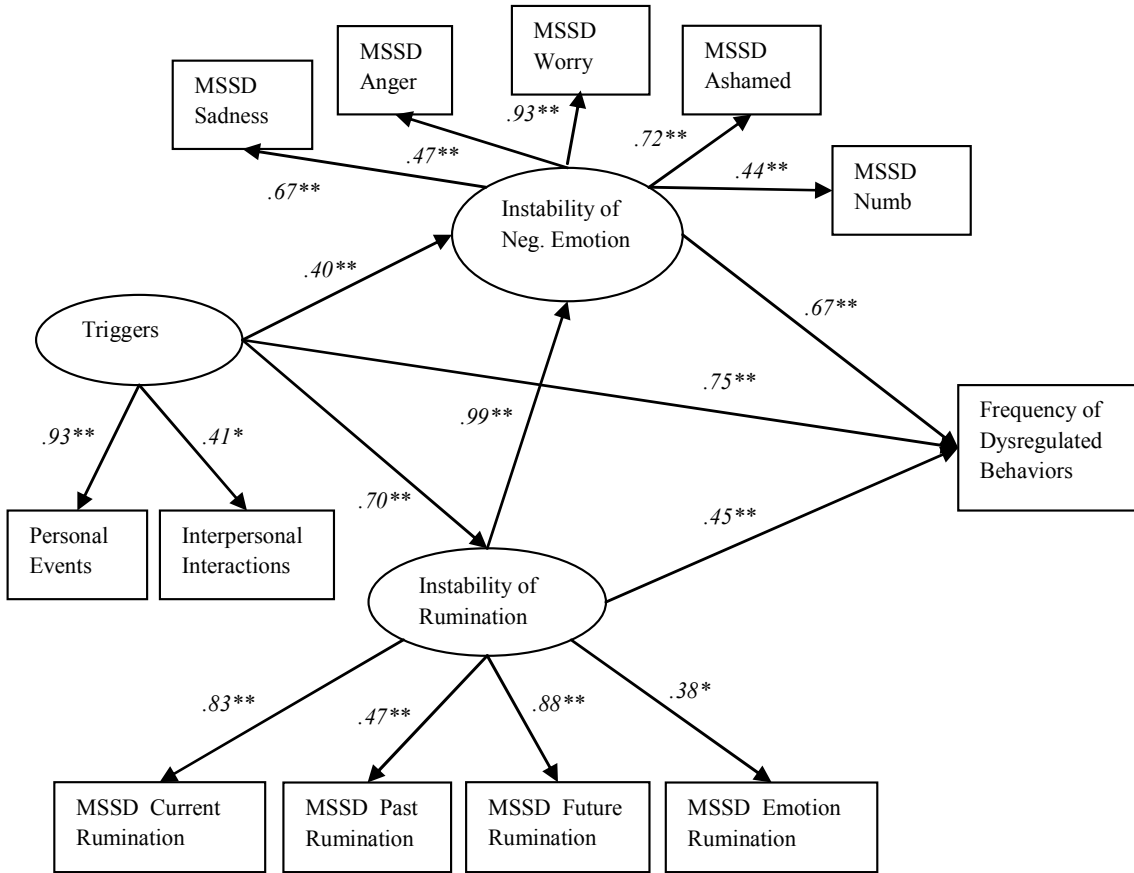 MSSD
Worry
MSSD
Anger
MSSD
Ashamed
MSSD
Sadness
.93**
.72**
.47**
.67**
.44**
MSSD
Numb
Instability of
Neg. Emotion
.40**
.67**
Triggers
.75**
.99**
Frequency of
Dysregulated
Behaviors
.93**
.41*
.70**
.45**
Personal
Events
Interpersonal
Interactions
Instability of
Rumination
.83**
.47**
.88**
.38*
MSSD Current
Rumination
MSSD Past
Rumination
MSSD Future
Rumination
MSSD Emotion
Rumination